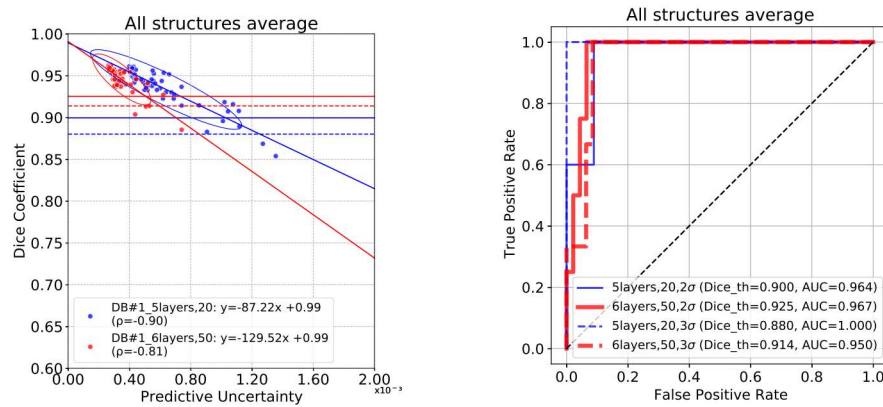 All structures average
1.00
0.95
0.90
0.85
0.80
0.75
0.70
0.65
0.60
Dice Coefficient
DB#1_5layers,20: y=-87.22x +0.99
(ρ=-0.90)
DB#1_6layers,50: y=-129.52x +0.99
(ρ=-0.81)
0.00 0.40 0.80 1.20 1.60 2.00
×10⁻³
Predictive Uncertainty
All structures average
1.0
0.8
0.6
0.4
0.2
0.0
True Positive Rate
5layers,20,2σ (Dice_th=0.900, AUC=0.964)
6layers,50,2σ (Dice_th=0.925, AUC=0.967)
5layers,20,3σ (Dice_th=0.880, AUC=1.000)
6layers,50,3σ (Dice_th=0.914, AUC=0.950)
0.0 0.2 0.4 0.6 0.8 1.0
False Positive Rate